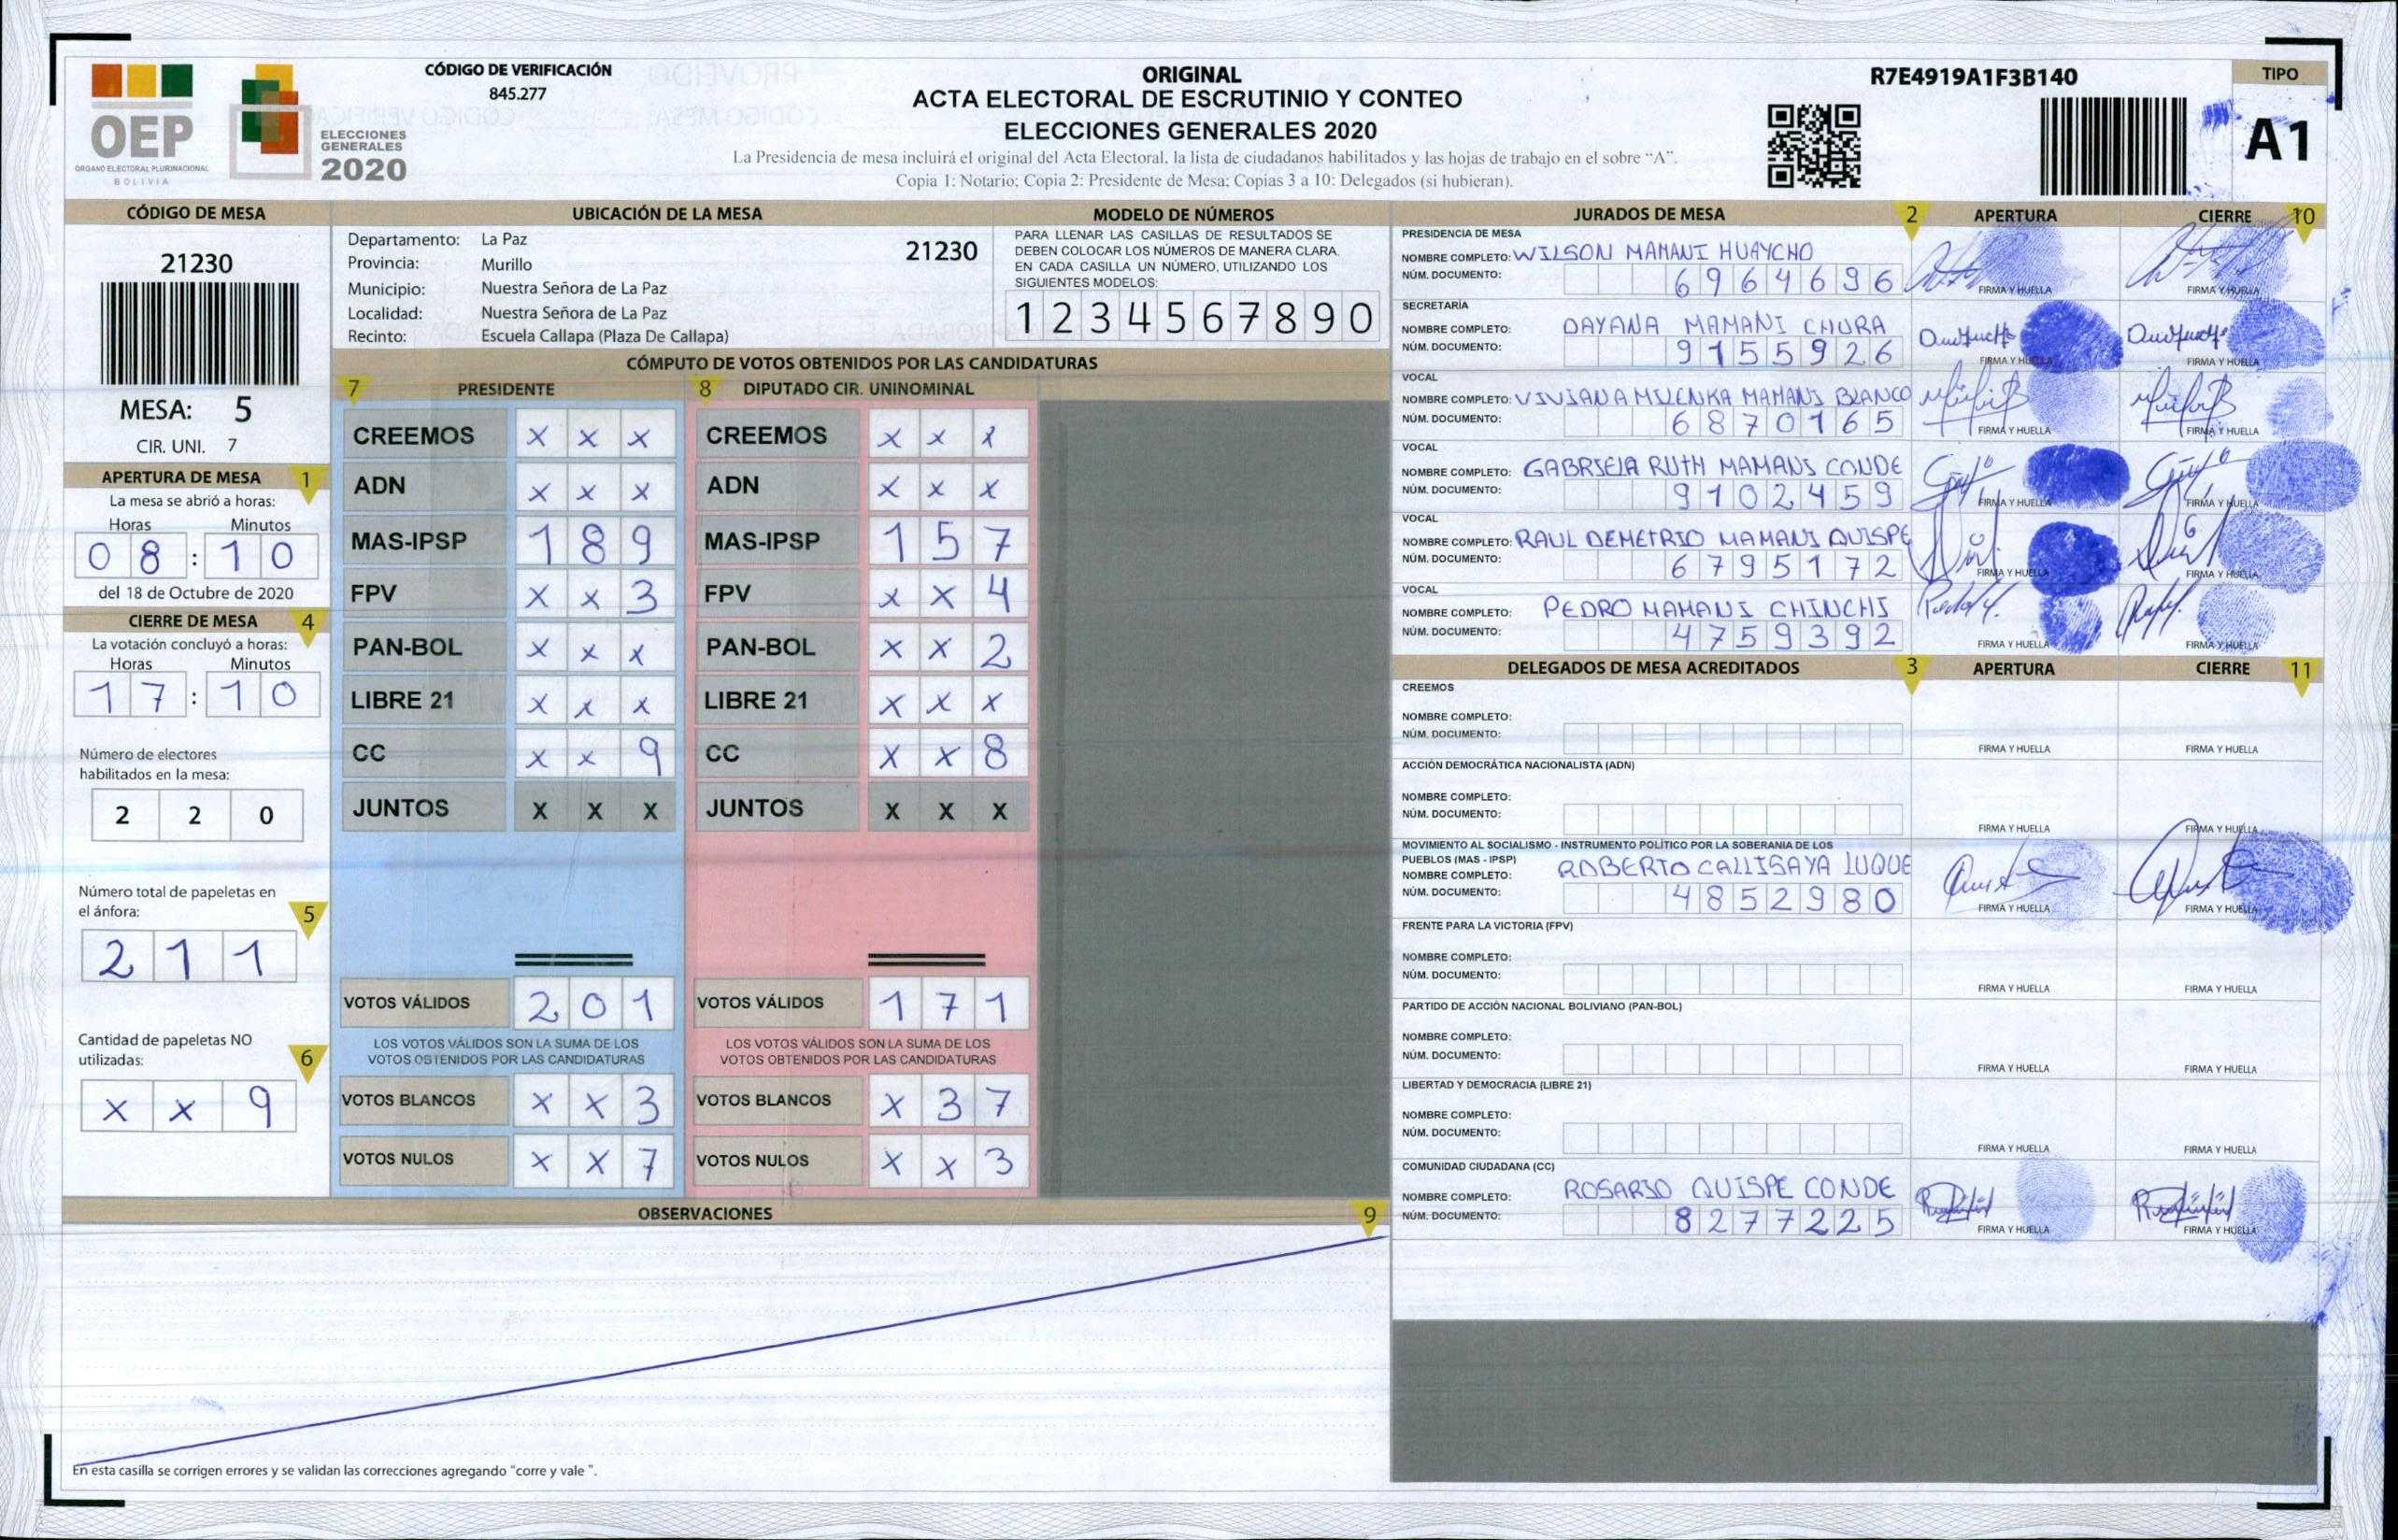 OEP
ORGANO ELECTORAL PLURINACIONAL
BOLIVIA
ELECCIONES
GENERALES
2020
CÓDIGO DE VERIFICACIÓN
845.277
ORIGINAL
ACTA ELECTORAL DE ESCRUTINIO Y CONTEO
ELECCIONES GENERALES 2020
La Presidencia de mesa incluirá el original del Acta Electoral, la lista de ciudadanos habilitados y las hojas de trabajo en el sobre "A".
Copia 1: Notario; Copia 2: Presidente de Mesa; Copias 3 a 10: Delegados (si hubieran).
R7E4919A1F3B140
TIPO
A1
CÓDIGO DE MESA
21230
MESA: 5
CIR. UNI. 7
APERTURA DE MESA 1
La mesa se abrió a horas:
Horas Minutos
08:10
del 18 de Octubre de 2020
CIERRE DE MESA 4
La votación concluyó a horas:
Horas Minutos
17:10
Número de electores
habilitados en la mesa:
2 2 0
Número total de papeletas en
el ánfora: 5
2 1 1
Cantidad de papeletas NO
utilizadas: 6
X X 9
UBICACIÓN DE LA MESA
Departamento: La Paz 21230
Provincia: Murillo
Municipio: Nuestra Señora de La Paz
Localidad: Nuestra Señora de La Paz
Recinto: Escuela Callapa (Plaza De Callapa)
MODELO DE NÚMEROS
PARA LLENAR LAS CASILLAS DE RESULTADOS SE
DEBEN COLOCAR LOS NÚMEROS DE MANERA CLARA.
EN CADA CASILLA UN NÚMERO, UTILIZANDO LOS
SIGUIENTES MODELOS:
1 2 3 4 5 6 7 8 9 0
CÓMPUTO DE VOTOS OBTENIDOS POR LAS CANDIDATURAS
7 PRESIDENTE 8 DIPUTADO CIR. UNINOMINAL
CREEMOS X X X CREEMOS X X X
ADN X X X ADN X X X
MAS-IPSP 1 8 9 MAS-IPSP 1 5 7
FPV X X 3 FPV X X 4
PAN-BOL X X X PAN-BOL X X 2
LIBRE 21 X X X LIBRE 21 X X X
CC X X 9 CC X X 8
JUNTOS X X X JUNTOS X X X
VOTOS VÁLIDOS 2 0 1 VOTOS VÁLIDOS 1 7 1
LOS VOTOS VÁLIDOS SON LA SUMA DE LOS LOS VOTOS VÁLIDOS SON LA SUMA DE LOS
VOTOS OBTENIDOS POR LAS CANDIDATURAS VOTOS OBTENIDOS POR LAS CANDIDATURAS
VOTOS BLANCOS X X 3 VOTOS BLANCOS X 3 7
VOTOS NULOS X X 7 VOTOS NULOS X X 3
OBSERVACIONES 9
En esta casilla se corrigen errores y se validan las correcciones agregando "corre y vale ".
JURADOS DE MESA 2 APERTURA CIERRE 10
PRESIDENCIA DE MESA
NOMBRE COMPLETO: WILSON MAMANI HUAYCHO
NÚM. DOCUMENTO: 6964696 FIRMA Y HUELLA FIRMA Y HUELLA
SECRETARÍA
NOMBRE COMPLETO: DAYANA MAMANI CHURA
NÚM. DOCUMENTO: 9155926 FIRMA Y HUELLA FIRMA Y HUELLA
VOCAL
NOMBRE COMPLETO: VIVIANA MILENKA MAMANI BLANCO
NÚM. DOCUMENTO: 6870165 FIRMA Y HUELLA FIRMA Y HUELLA
VOCAL
NOMBRE COMPLETO: GABRIELA RUTH MAMANI CONDE
NÚM. DOCUMENTO: 9102459 FIRMA Y HUELLA FIRMA Y HUELLA
VOCAL
NOMBRE COMPLETO: RAUL DEMETRIO MAMANI QUISPE
NÚM. DOCUMENTO: 6795172 FIRMA Y HUELLA FIRMA Y HUELLA
VOCAL
NOMBRE COMPLETO: PEDRO MAMANI CHINCHI
NÚM. DOCUMENTO: 4759392 FIRMA Y HUELLA FIRMA Y HUELLA
DELEGADOS DE MESA ACREDITADOS 3 APERTURA CIERRE 11
CREEMOS
NOMBRE COMPLETO:
NÚM. DOCUMENTO: FIRMA Y HUELLA FIRMA Y HUELLA
ACCIÓN DEMOCRÁTICA NACIONALISTA (ADN)
NOMBRE COMPLETO:
NÚM. DOCUMENTO: FIRMA Y HUELLA FIRMA Y HUELLA
MOVIMIENTO AL SOCIALISMO - INSTRUMENTO POLÍTICO POR LA SOBERANIA DE LOS
PUEBLOS (MAS - IPSP)
NOMBRE COMPLETO: ROBERTO CALLISAYA LUQUE
NÚM. DOCUMENTO: 4852980 FIRMA Y HUELLA FIRMA Y HUELLA
FRENTE PARA LA VICTORIA (FPV)
NOMBRE COMPLETO:
NÚM. DOCUMENTO: FIRMA Y HUELLA FIRMA Y HUELLA
PARTIDO DE ACCIÓN NACIONAL BOLIVIANO (PAN-BOL)
NOMBRE COMPLETO:
NÚM. DOCUMENTO: FIRMA Y HUELLA FIRMA Y HUELLA
LIBERTAD Y DEMOCRACIA (LIBRE 21)
NOMBRE COMPLETO:
NÚM. DOCUMENTO: FIRMA Y HUELLA FIRMA Y HUELLA
COMUNIDAD CIUDADANA (CC)
NOMBRE COMPLETO: ROSARIO QUISPE CONDE
NÚM. DOCUMENTO: 8277225 FIRMA Y HUELLA FIRMA Y HUELLA